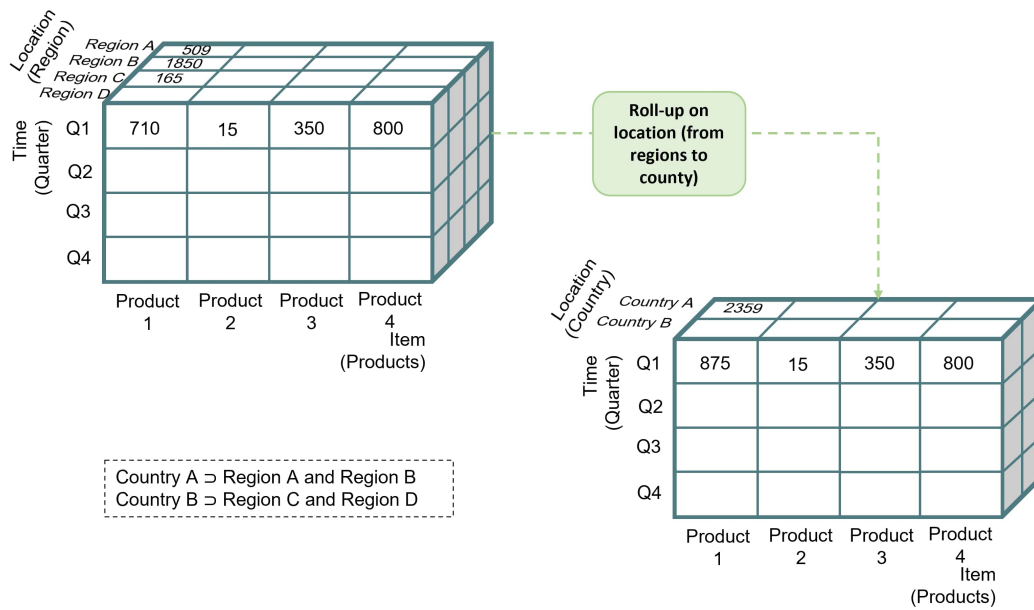 Location
(Region)
Region A
Region B
Region C
Region D
509
1850
165
Time
(Quarter)
Q1
710
15
350
800
Q2
Q3
Q4
Product
1
Product
2
Product
3
Product
4
Item
(Products)
Roll-up on
location (from
regions to
county)
Location
(Country)
Country A
Country B
2359
Time
(Quarter)
Q1
875
15
350
800
Q2
Q3
Q4
Product
1
Product
2
Product
3
Product
4
Item
(Products)
Country A ⊃ Region A and Region B
Country B ⊃ Region C and Region D